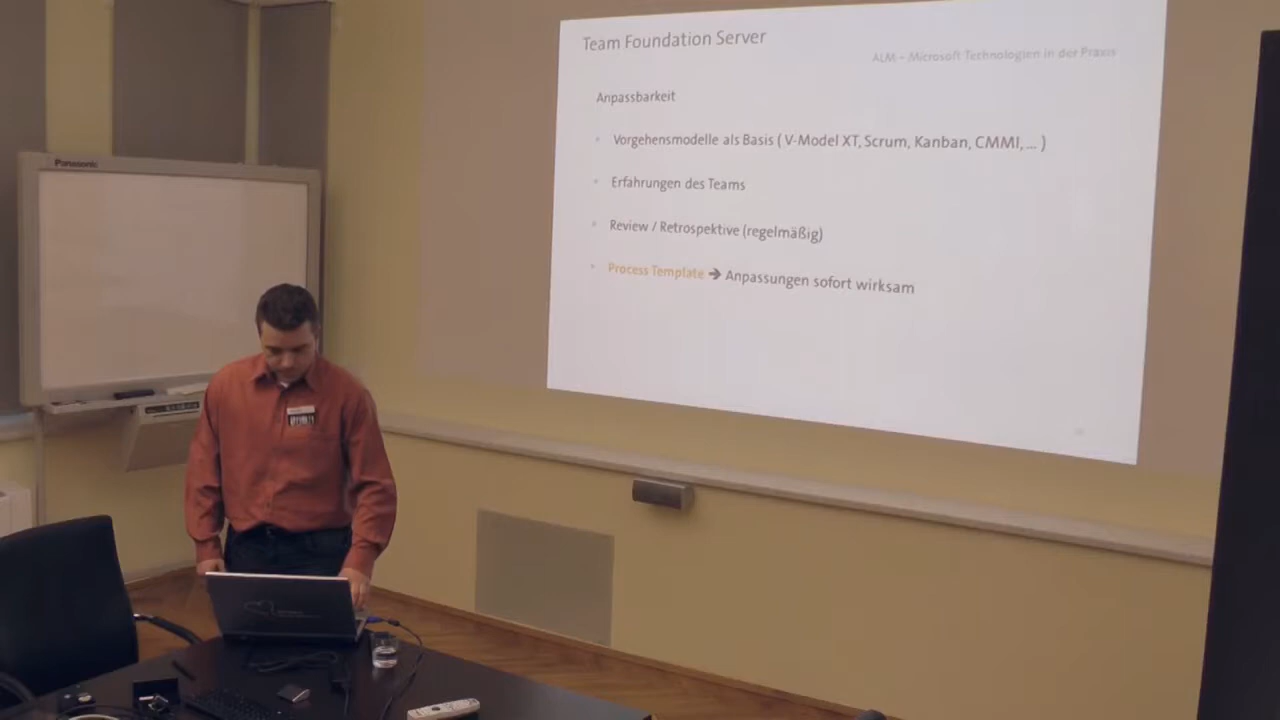 Team Foundation Server
ALM - Microsoft Technologien in der Praxis
Anpassbarkeit
Vorgehensmodelle als Basis ( V-Model XT, Scrum, Kanban, CMMI, ... )
Erfahrungen des Teams
Review / Retrospektive (regelmäßig)
Process Template ➔ Anpassungen sofort wirksam
Panasonic